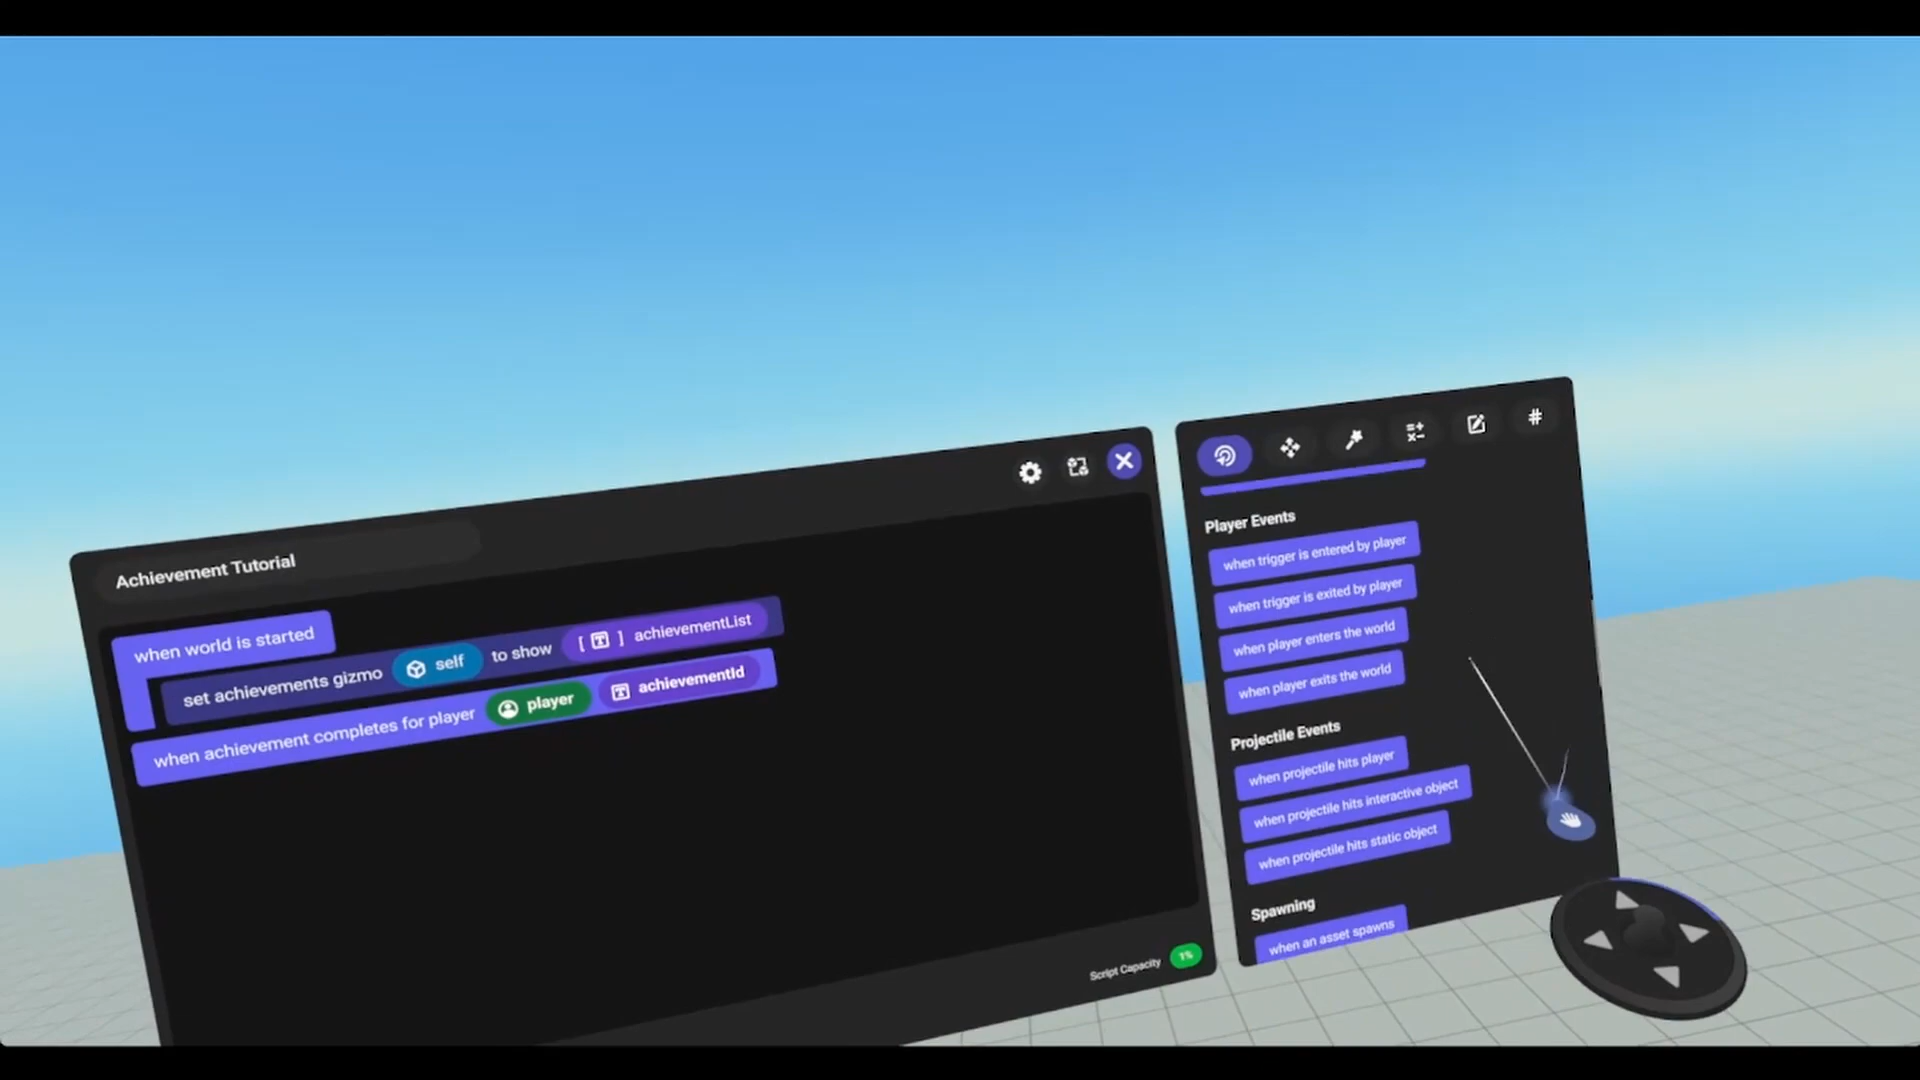 Achievement Tutorial
when world is started
set achievements gizmo self to show [ T ] achievementList
when achievement completes for player player T achievementId
Script Capacity 1%
#
Player Events
when trigger is entered by player
when trigger is exited by player
when player enters the world
when player exits the world
Projectile Events
when projectile hits player
when projectile hits interactive object
when projectile hits static object
Spawning
when an asset spawns